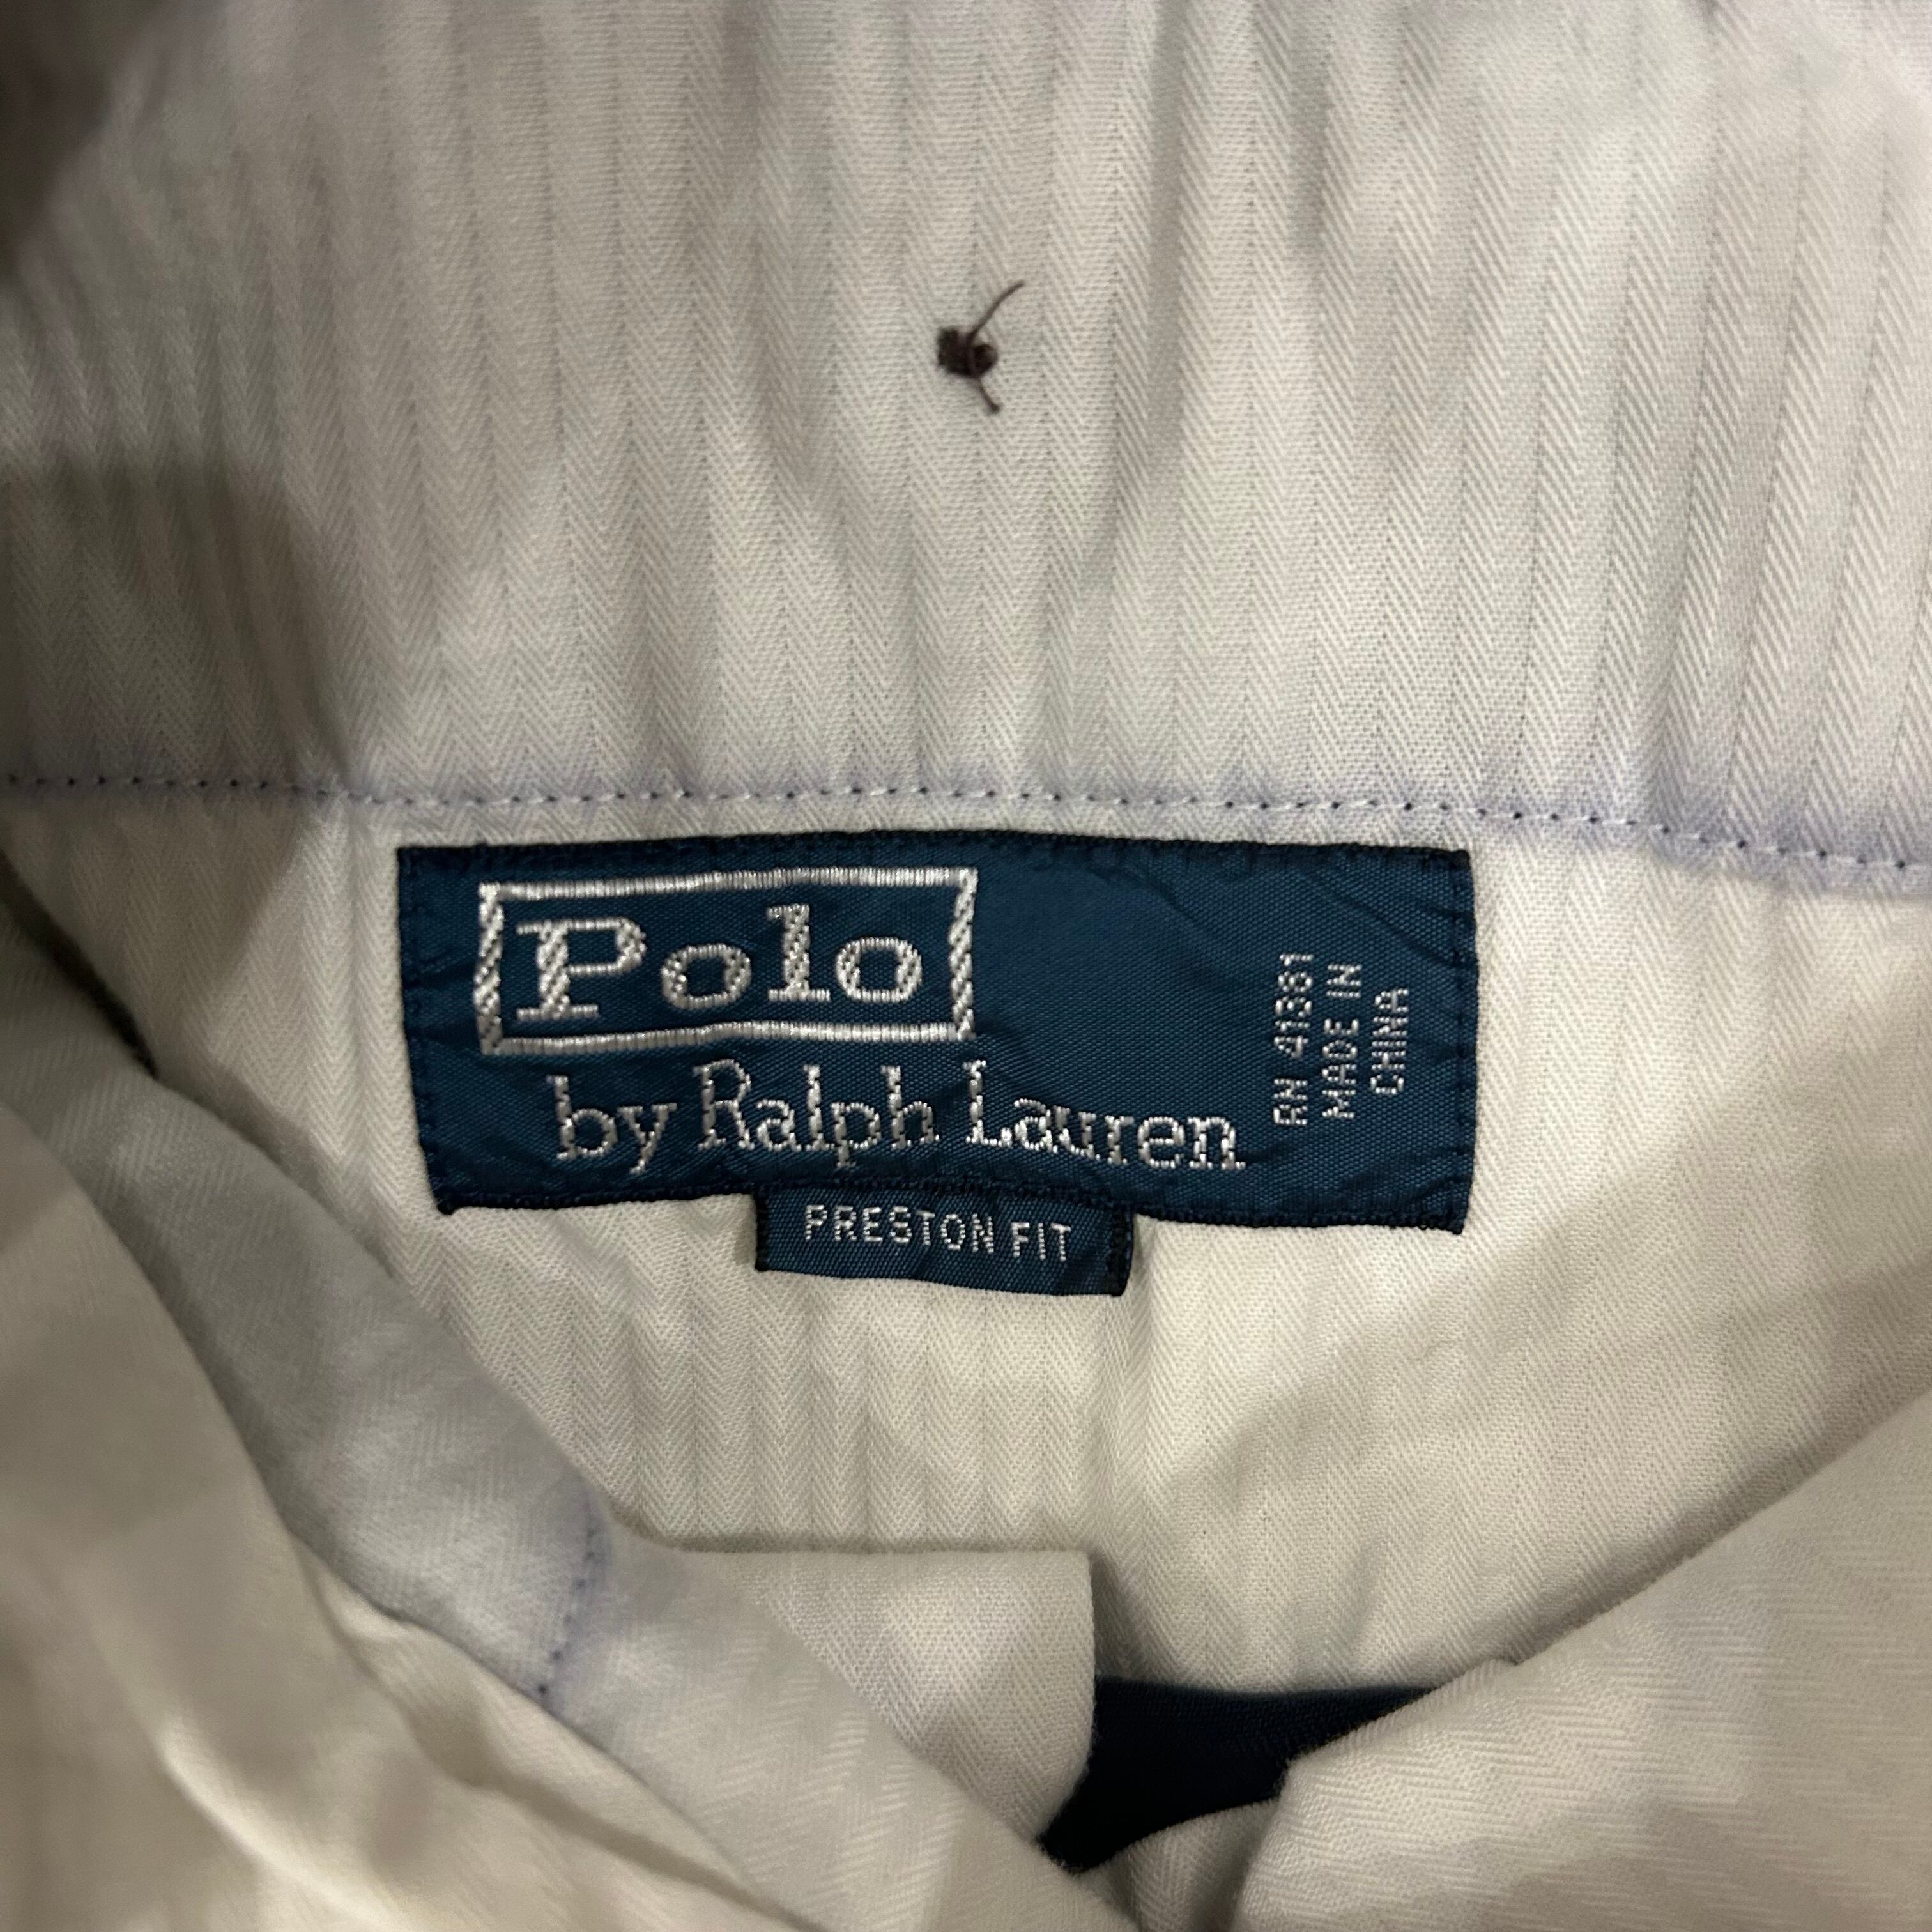 Polo
by Ralph Lauren
RN 41381
MADE IN
CHINA
PRESTON FIT